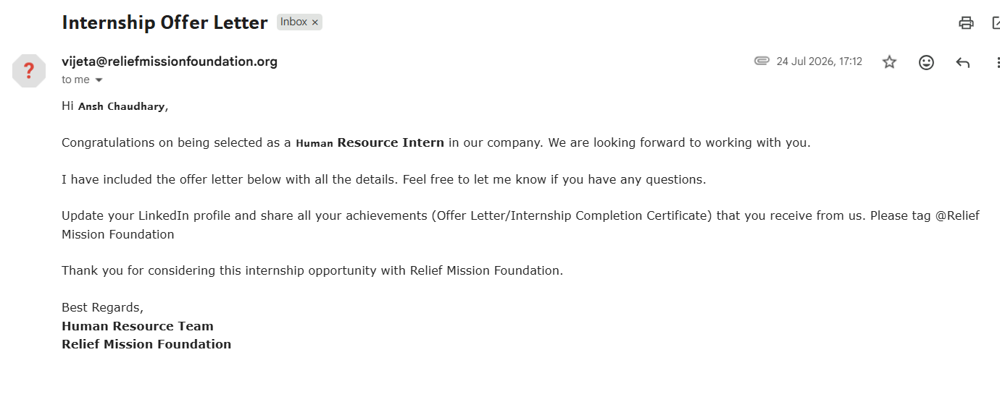 Internship Offer Letter Inbox ×
?
vijeta@reliefmissionfoundation.org 24 Jul 2026, 17:12
to me
Hi Ansh Chaudhary,
Congratulations on being selected as a Human Resource Intern in our company. We are looking forward to working with you.
I have included the offer letter below with all the details. Feel free to let me know if you have any questions.
Update your LinkedIn profile and share all your achievements (Offer Letter/Internship Completion Certificate) that you receive from us. Please tag @Relief
Mission Foundation
Thank you for considering this internship opportunity with Relief Mission Foundation.
Best Regards,
Human Resource Team
Relief Mission Foundation